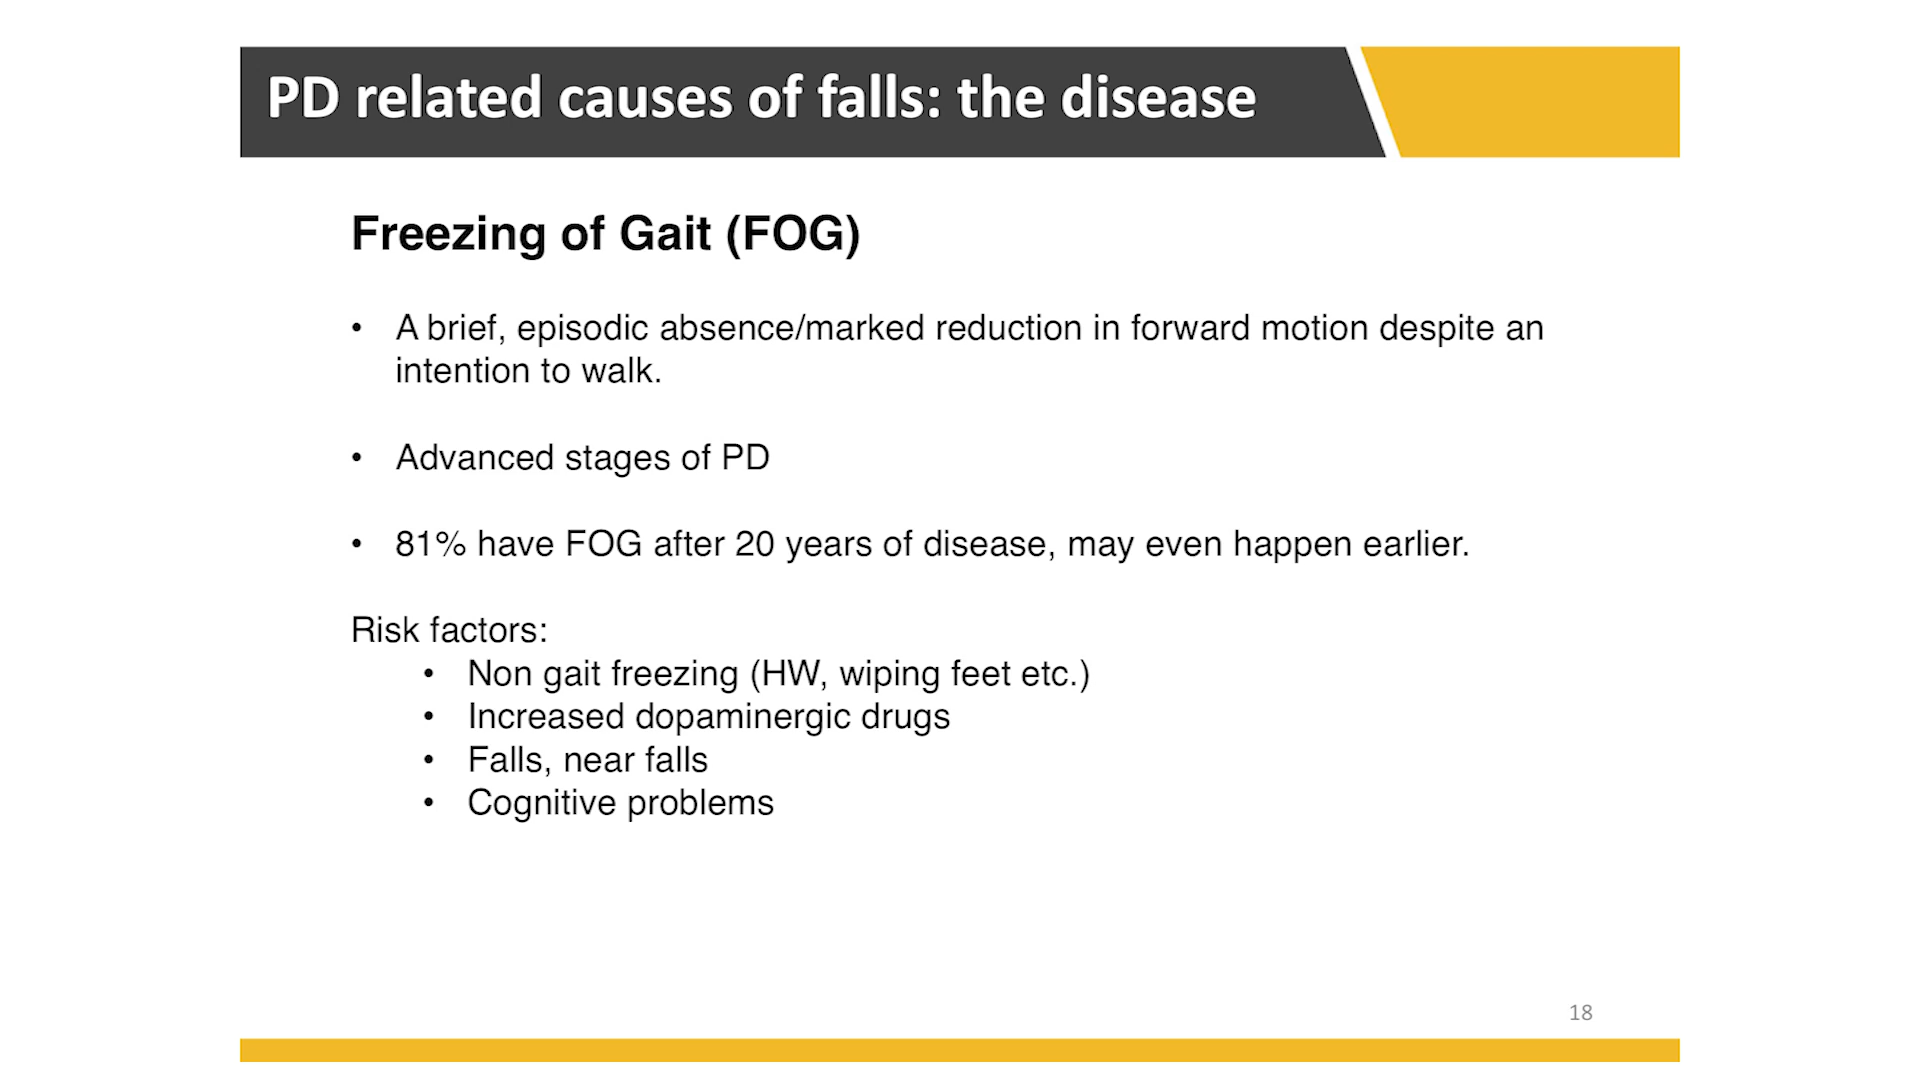 PD related causes of falls: the disease
Freezing of Gait (FOG)
• A brief, episodic absence/marked reduction in forward motion despite an
intention to walk.
• Advanced stages of PD
• 81% have FOG after 20 years of disease, may even happen earlier.
Risk factors:
• Non gait freezing (HW, wiping feet etc.)
• Increased dopaminergic drugs
• Falls, near falls
• Cognitive problems
18